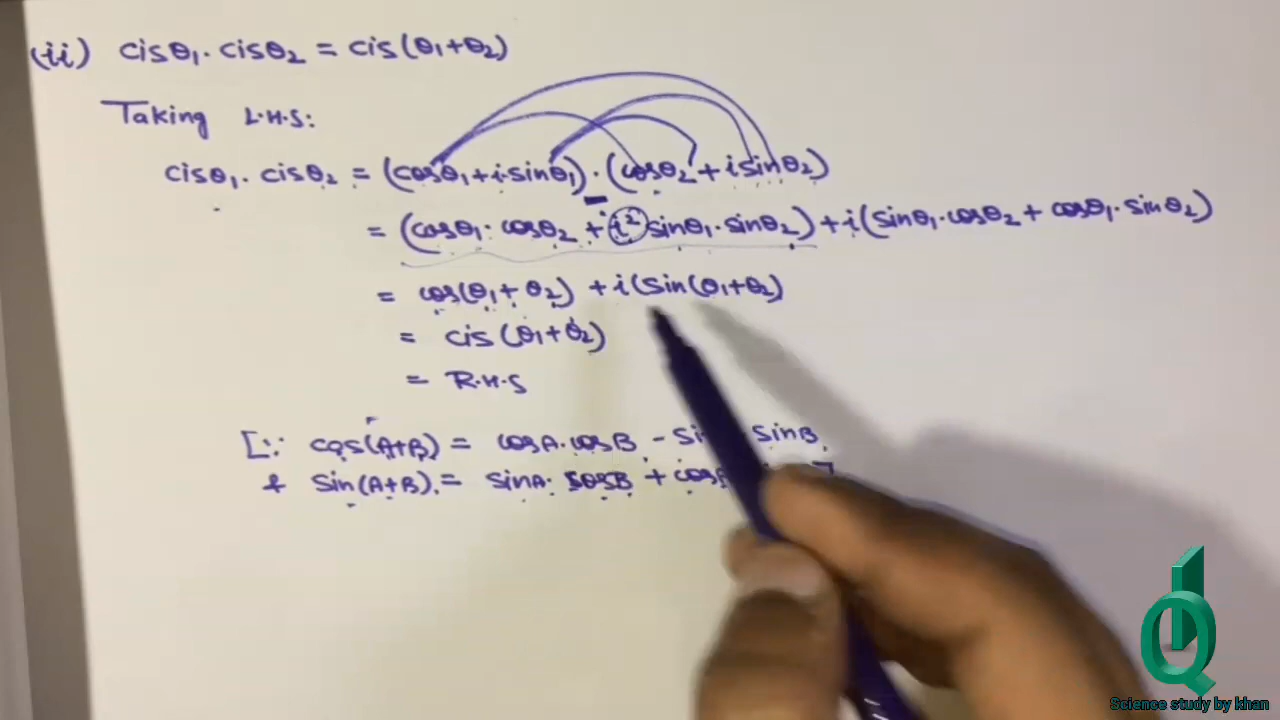 (ii) cisθ₁. cisθ₂ = cis(θ₁+θ₂)
Taking L.H.S:
cisθ₁. cisθ₂ = (cosθ₁+i.sinθ₁).(cosθ₂+isinθ₂)
= (cosθ₁. cosθ₂ + i² sinθ₁.sinθ₂)+i(sinθ₁.cosθ₂+cosθ₁.sinθ₂)
= cos(θ₁+θ₂) +i(sin(θ₁+θ₂)
= cis(θ₁+θ₂)
= R.H.S
[∵ cos(A+B) = cosA.cosB - sinB
& sin(A+B) = sinA. cosB + cos
Science study by khan